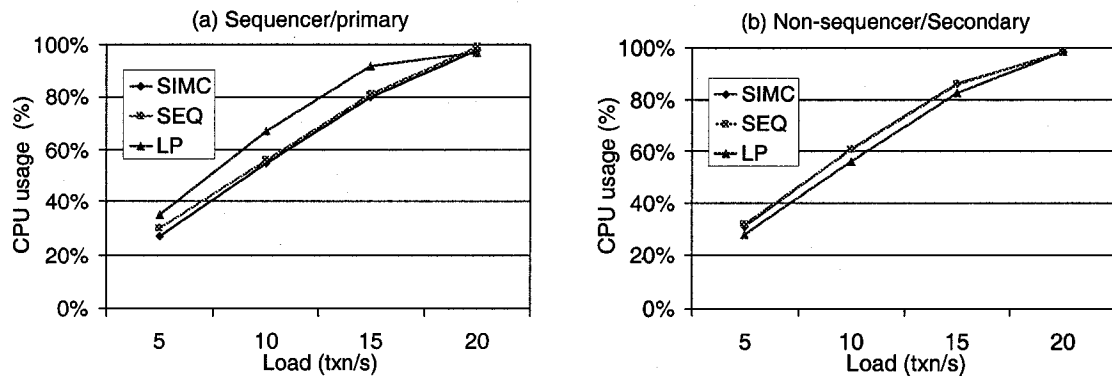 (a) Sequencer/primary
100%
80%
60%
40%
20%
0%
CPU usage (%)
SIMC
SEQ
LP
5 10 15 20
Load (txn/s)
(b) Non-sequencer/Secondary
100%
80%
60%
40%
20%
0%
CPU usage (%)
SIMC
SEQ
LP
5 10 15 20
Load (txn/s)